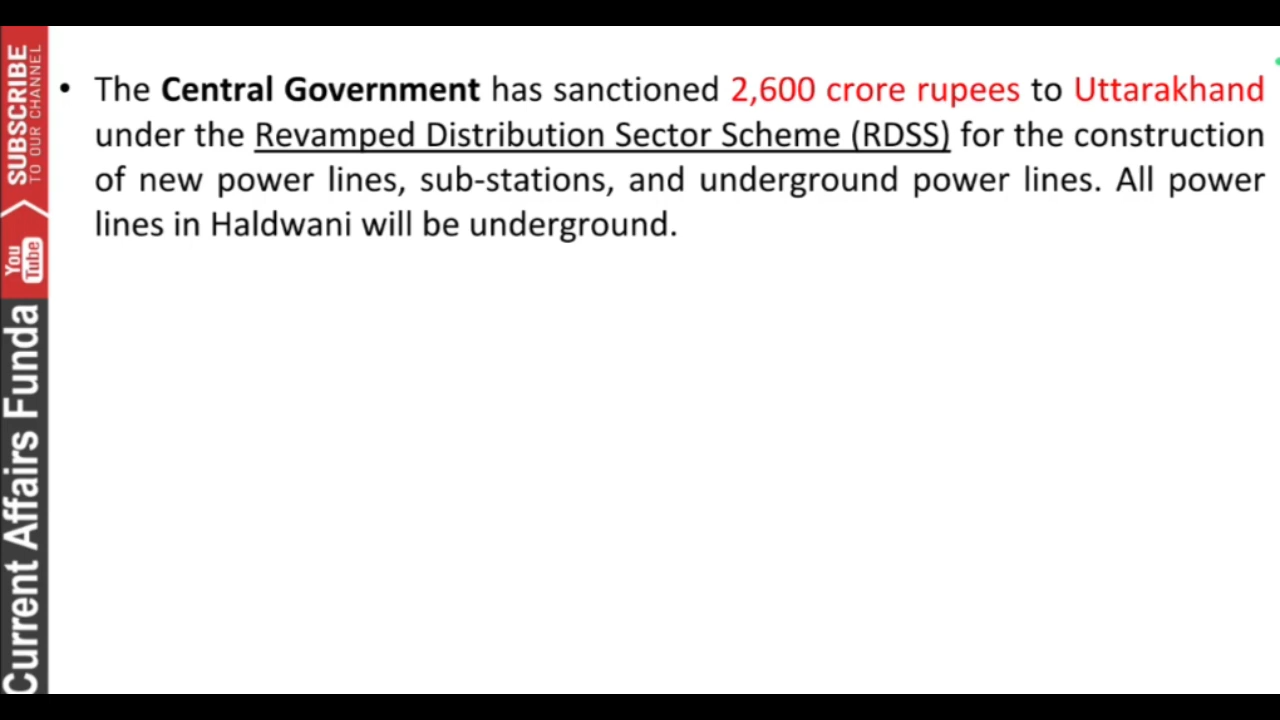 • The Central Government has sanctioned 2,600 crore rupees to Uttarakhand
under the Revamped Distribution Sector Scheme (RDSS) for the construction
of new power lines, sub-stations, and underground power lines. All power
lines in Haldwani will be underground.
SUBSCRIBE
TO OUR CHANNEL
You
Tube
Current Affairs Funda